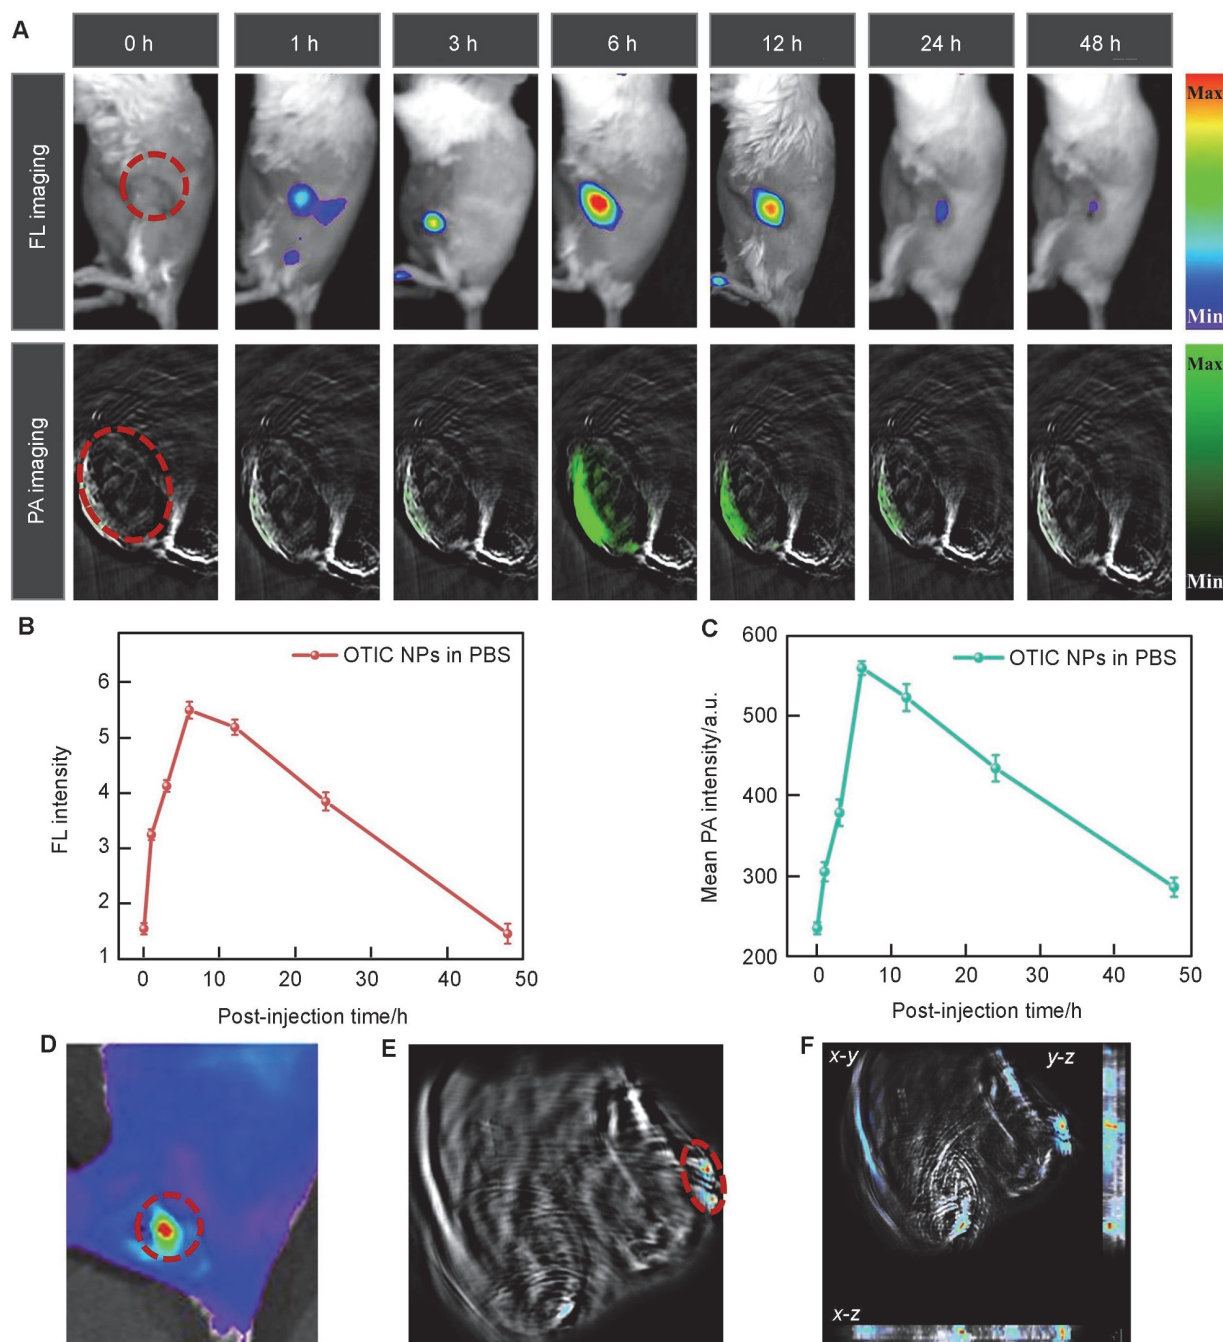 A
0 h
1 h
3 h
6 h
12 h
24 h
48 h
FL imaging
Max
Min
PA imaging
Max
Min
B
OTIC NPs in PBS
FL intensity
6
5
4
3
2
1
0
10
20
30
40
50
Post-injection time/h
C
OTIC NPs in PBS
Mean PA intensity/a.u.
600
500
400
300
200
0
10
20
30
40
50
Post-injection time/h
D
E
F
x-y
y-z
x-z